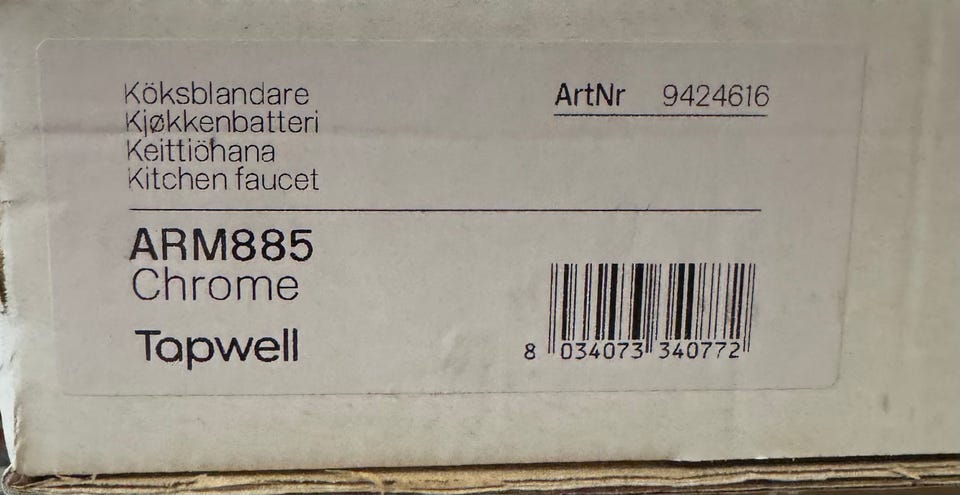 Köksblandare
Kjøkkenbatteri
Keittiöhana
Kitchen faucet
ArtNr 9424616
ARM885
Chrome
Tapwell
8 034073 340772